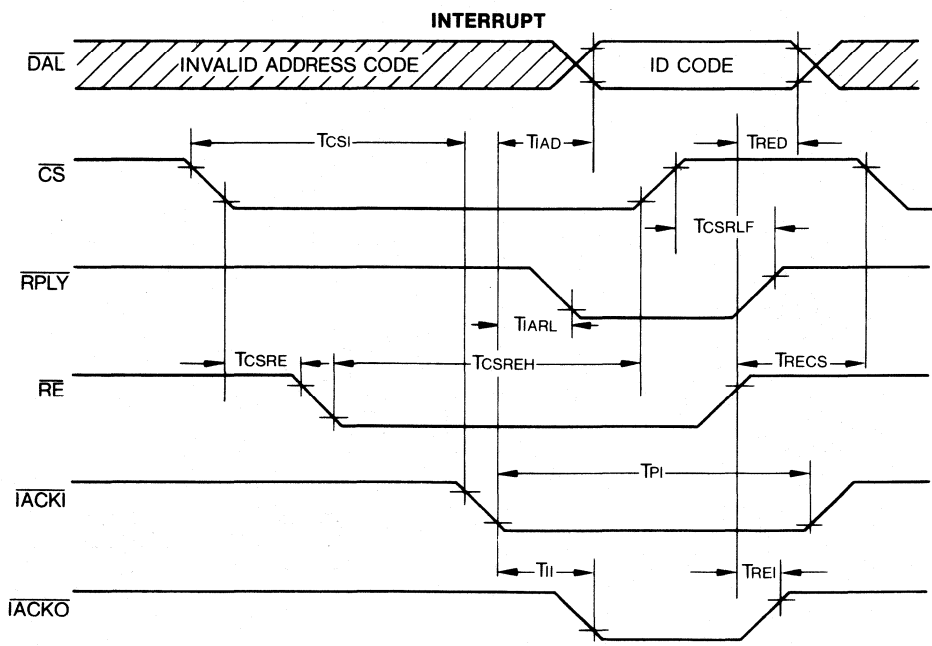 INTERRUPT
DAL INVALID ADDRESS CODE ID CODE
TCSI TIAD TRED
CS
TCSRLF
RPLY
TIARL
TCSRE TCSREH TRECS
RE
TPI
IACKI
TII TREI
IACKO